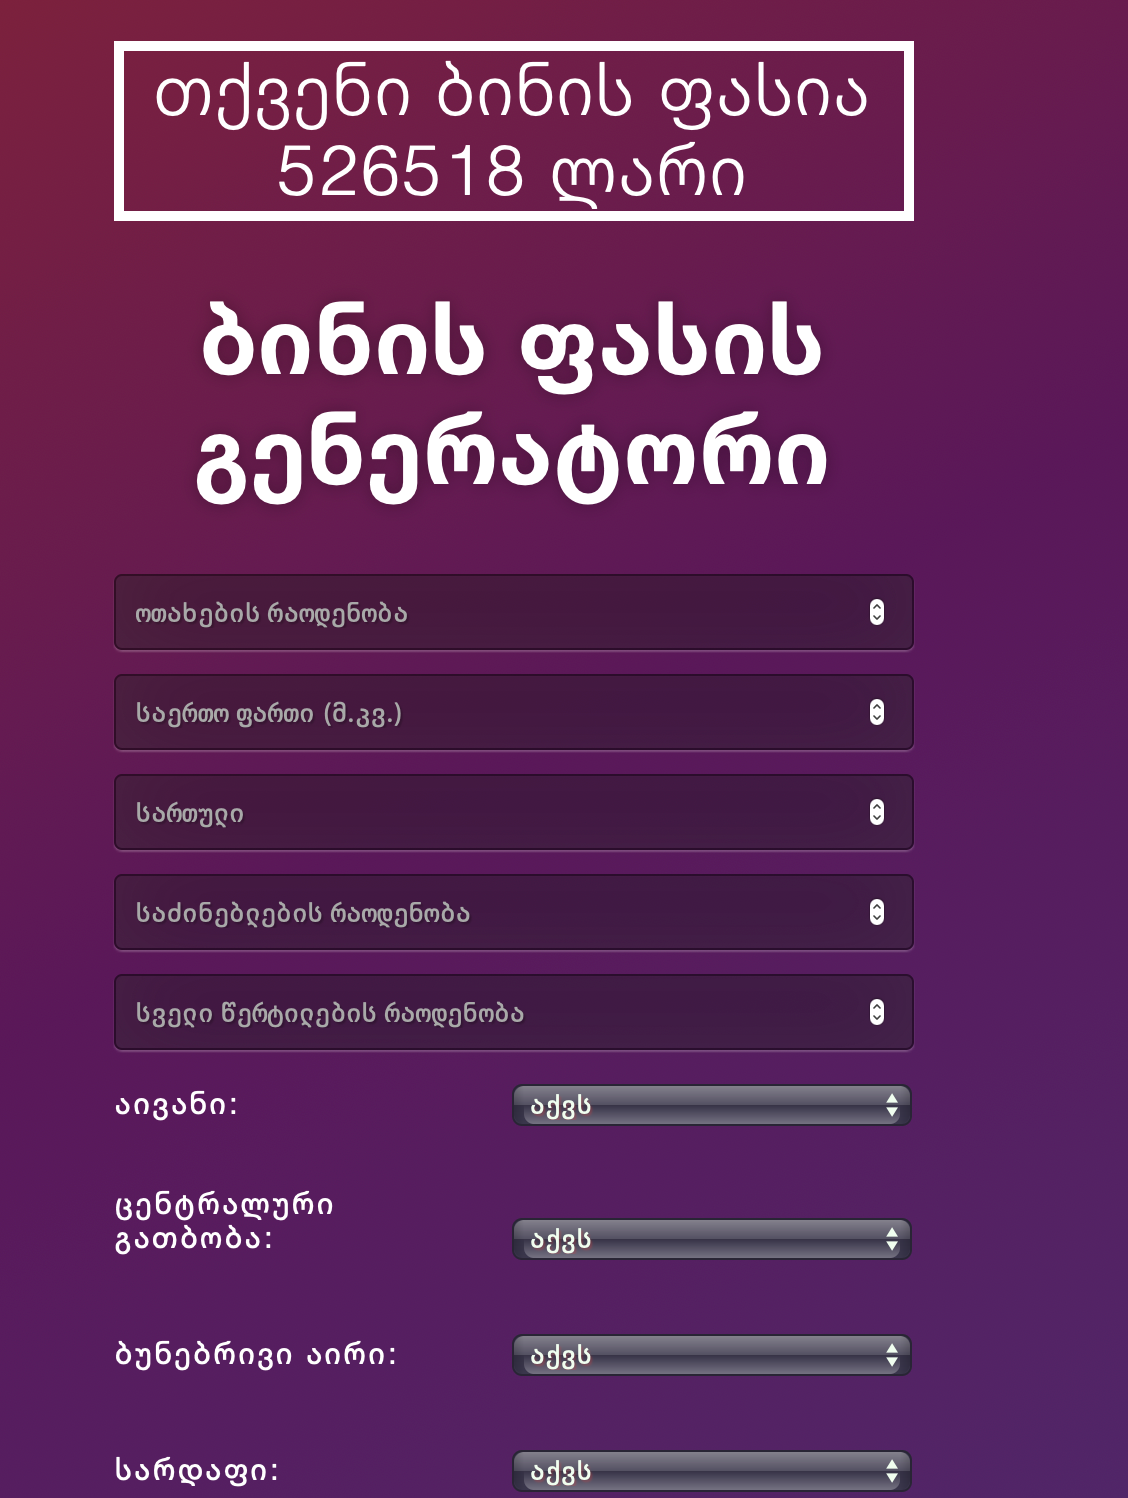 თქვენი ბინის ფასია
526518 ლარი
ბინის ფასის
გენერატორი
ოთახების რაოდენობა
საერთო ფართი (მ.კვ.)
სართული
საძინებლების რაოდენობა
სველი წერტილების რაოდენობა
აივანი:
აქვს
ცენტრალური
გათბობა:
აქვს
ბუნებრივი აირი:
აქვს
სარდაფი:
აქვს